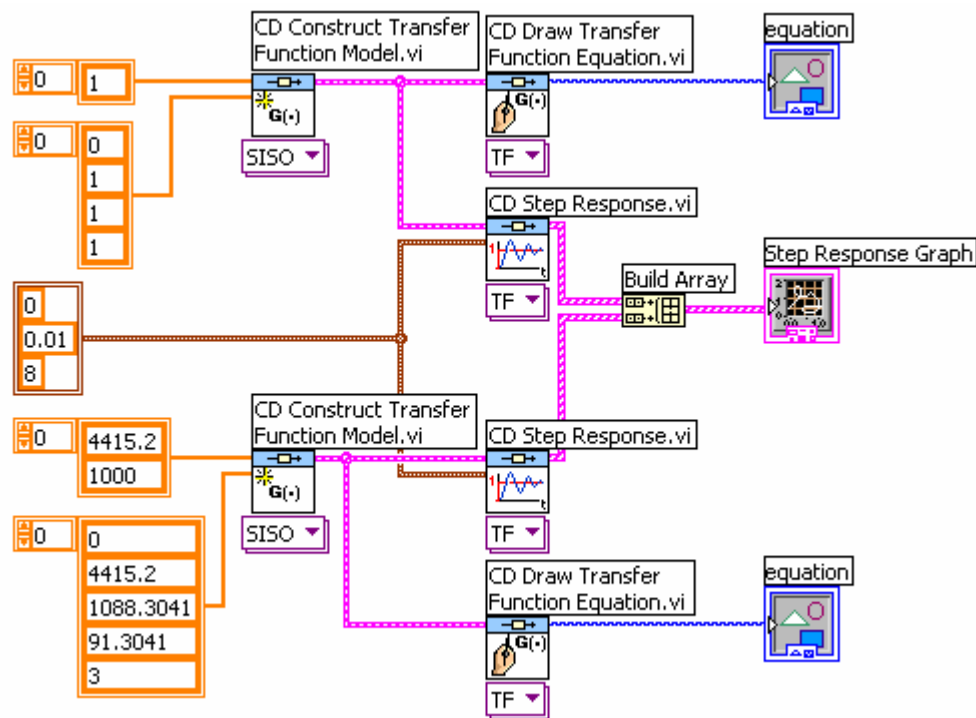 CD Construct Transfer
Function Model.vi
CD Draw Transfer
Function Equation.vi
equation
0
1
G(•)
SISO
G(•)
TF
0
0
1
1
1
CD Step Response.vi
1
t
TF
Build Array
Step Response Graph
0
0.01
8
CD Construct Transfer
Function Model.vi
0
4415.2
1000
G(•)
SISO
CD Step Response.vi
1
t
TF
0
0
4415.2
1088.3041
91.3041
3
CD Draw Transfer
Function Equation.vi
G(•)
TF
equation